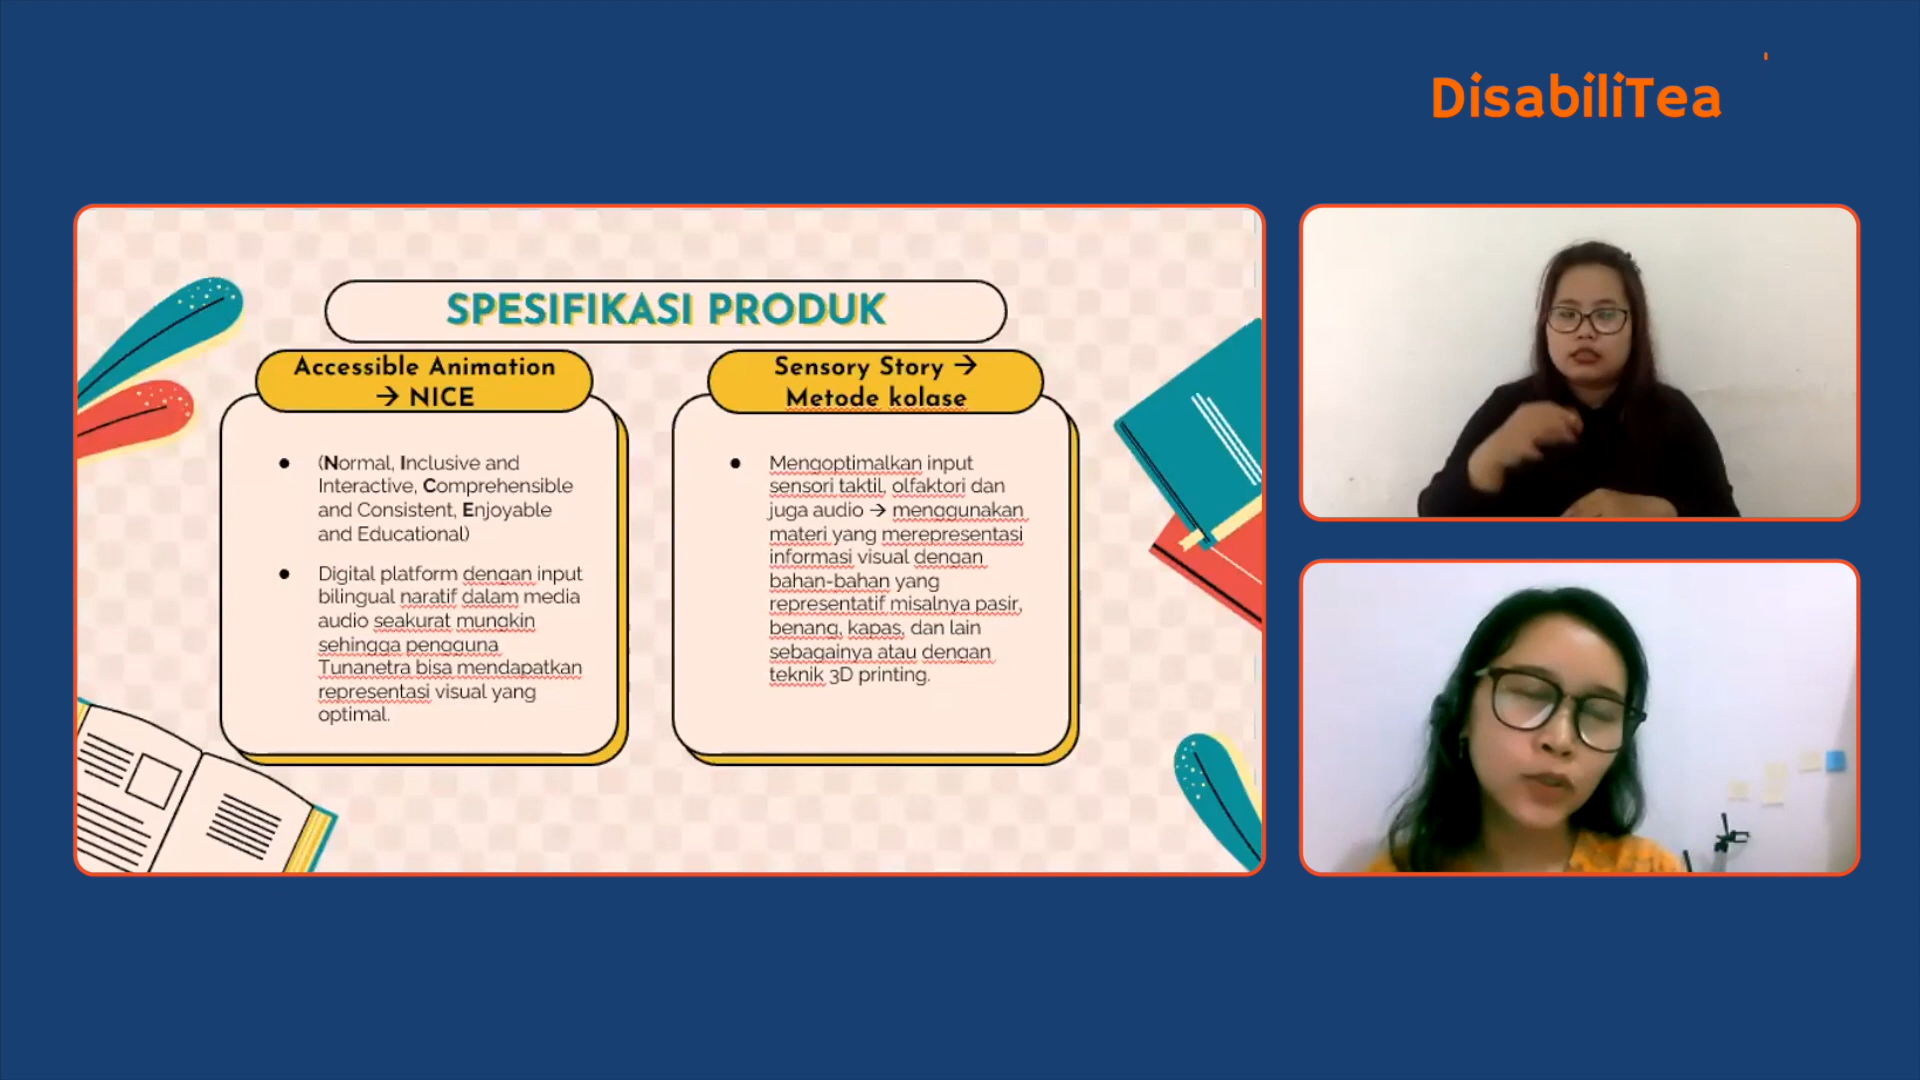 DisabiliTea
SPESIFIKASI PRODUK
Accessible Animation
→ NICE
● (Normal, Inclusive and
Interactive, Comprehensible
and Consistent, Enjoyable
and Educational)
● Digital platform dengan input
bilingual naratif dalam media
audio seakurat mungkin
sehingga pengguna
Tunanetra bisa mendapatkan
representasi visual yang
optimal.
Sensory Story →
Metode kolase
● Mengoptimalkan input
sensori taktil, olfaktori dan
juga audio → menggunakan
materi yang merepresentasi
informasi visual dengan
bahan-bahan yang
representatif misalnya pasir,
benang, kapas, dan lain
sebagainya atau dengan
teknik 3D printing.